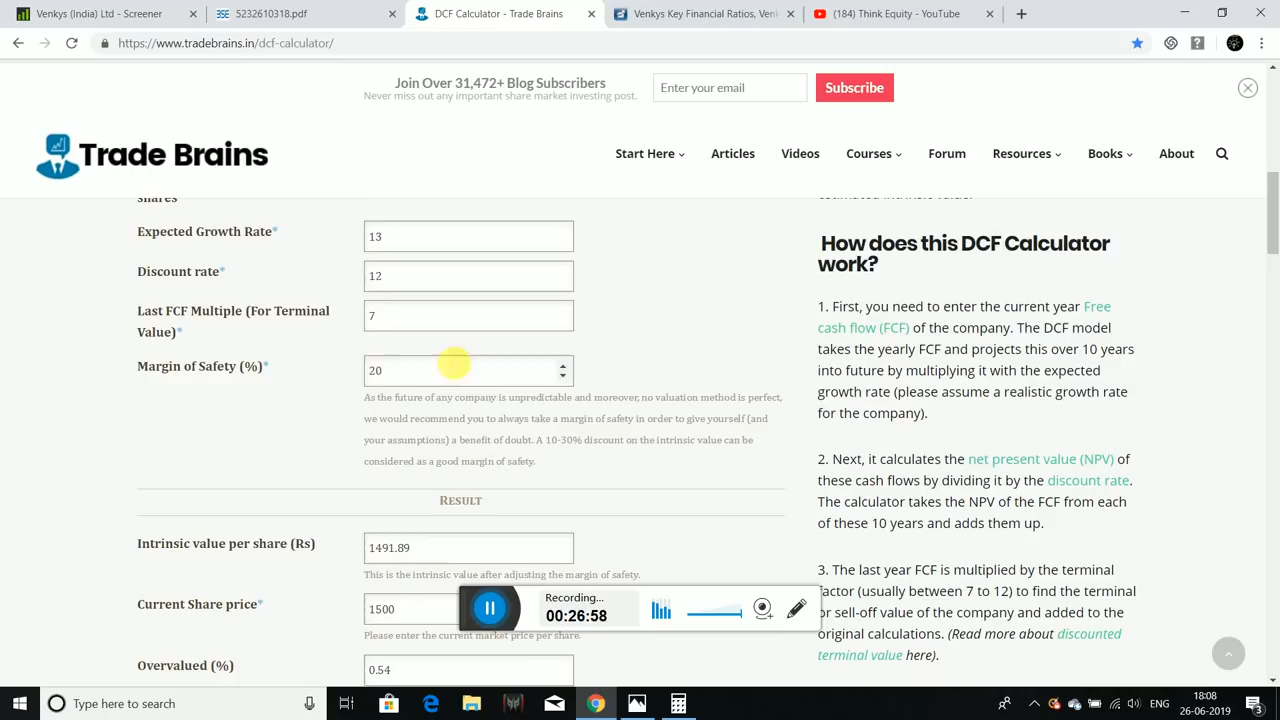 Venkys (India) Ltd - Screener
5232610318.pdf
DCF Calculator - Trade Brains
Venkys Key Financial Ratios, Ven
(184) Think Equity - YouTube
https://www.tradebrains.in/dcf-calculator/
Join Over 31,472+ Blog Subscribers
Never miss out any important share market investing post.
Enter your email
Subscribe
Trade Brains
Start Here
Articles
Videos
Courses
Forum
Resources
Books
About
shares
Expected Growth Rate*
13
Discount rate*
12
Last FCF Multiple (For Terminal
Value)*
7
Margin of Safety (%)*
20
As the future of any company is unpredictable and moreover, no valuation method is perfect,
we would recommend you to always take a margin of safety in order to give yourself (and
your assumptions) a benefit of doubt. A 10-30% discount on the intrinsic value can be
considered as a good margin of safety.
RESULT
Intrinsic value per share (Rs)
1491.89
This is the intrinsic value after adjusting the margin of safety.
Current Share price*
1500
Please enter the current market price per share.
Overvalued (%)
0.54
Recording...
00:26:58
How does this DCF Calculator
work?
1. First, you need to enter the current year Free
cash flow (FCF) of the company. The DCF model
takes the yearly FCF and projects this over 10 years
into future by multiplying it with the expected
growth rate (please assume a realistic growth rate
for the company).
2. Next, it calculates the net present value (NPV) of
these cash flows by dividing it by the discount rate.
The calculator takes the NPV of the FCF from each
of these 10 years and adds them up.
3. The last year FCF is multiplied by the terminal
factor (usually between 7 to 12) to find the terminal
or sell-off value of the company and added to the
original calculations. (Read more about discounted
terminal value here).
Type here to search
ENG
18:08
26-06-2019
3